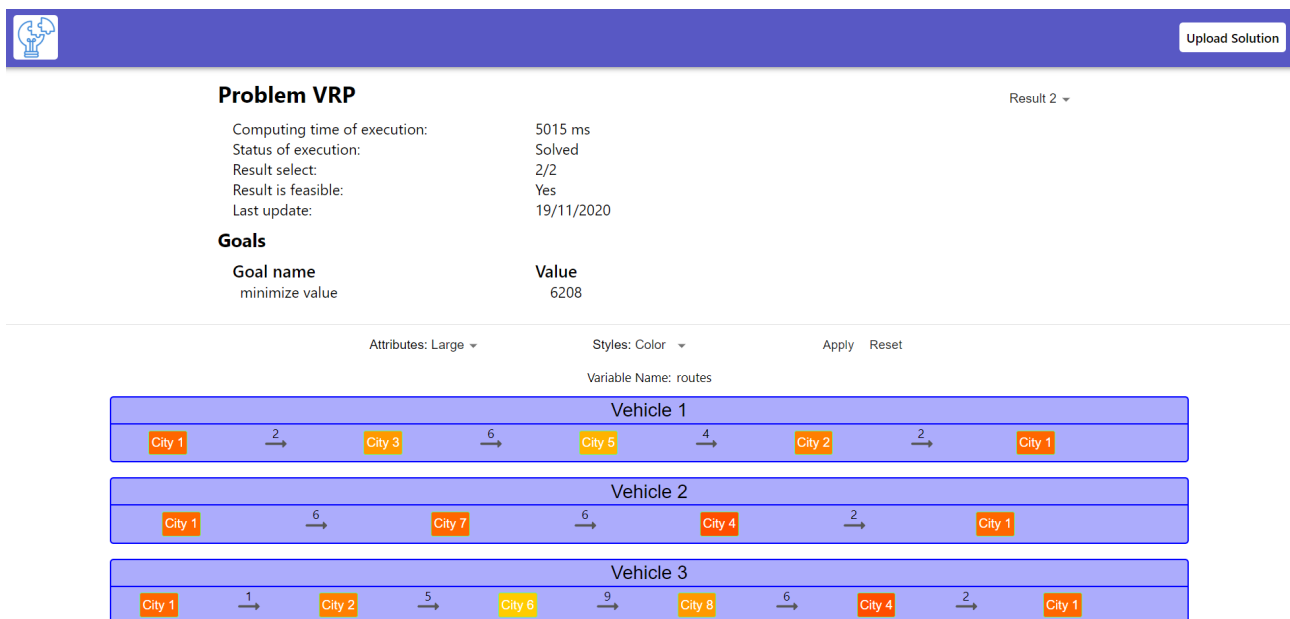 Upload Solution
Problem VRP
Result 2
Computing time of execution: 5015 ms
Status of execution: Solved
Result select: 2/2
Result is feasible: Yes
Last update: 19/11/2020
Goals
Goal name Value
minimize value 6208
Attributes: Large Styles: Color Apply Reset
Variable Name: routes
Vehicle 1
City 1 2 City 3 6 City 5 4 City 2 2 City 1
Vehicle 2
City 1 6 City 7 6 City 4 2 City 1
Vehicle 3
City 1 1 City 2 5 City 6 9 City 8 6 City 4 2 City 1